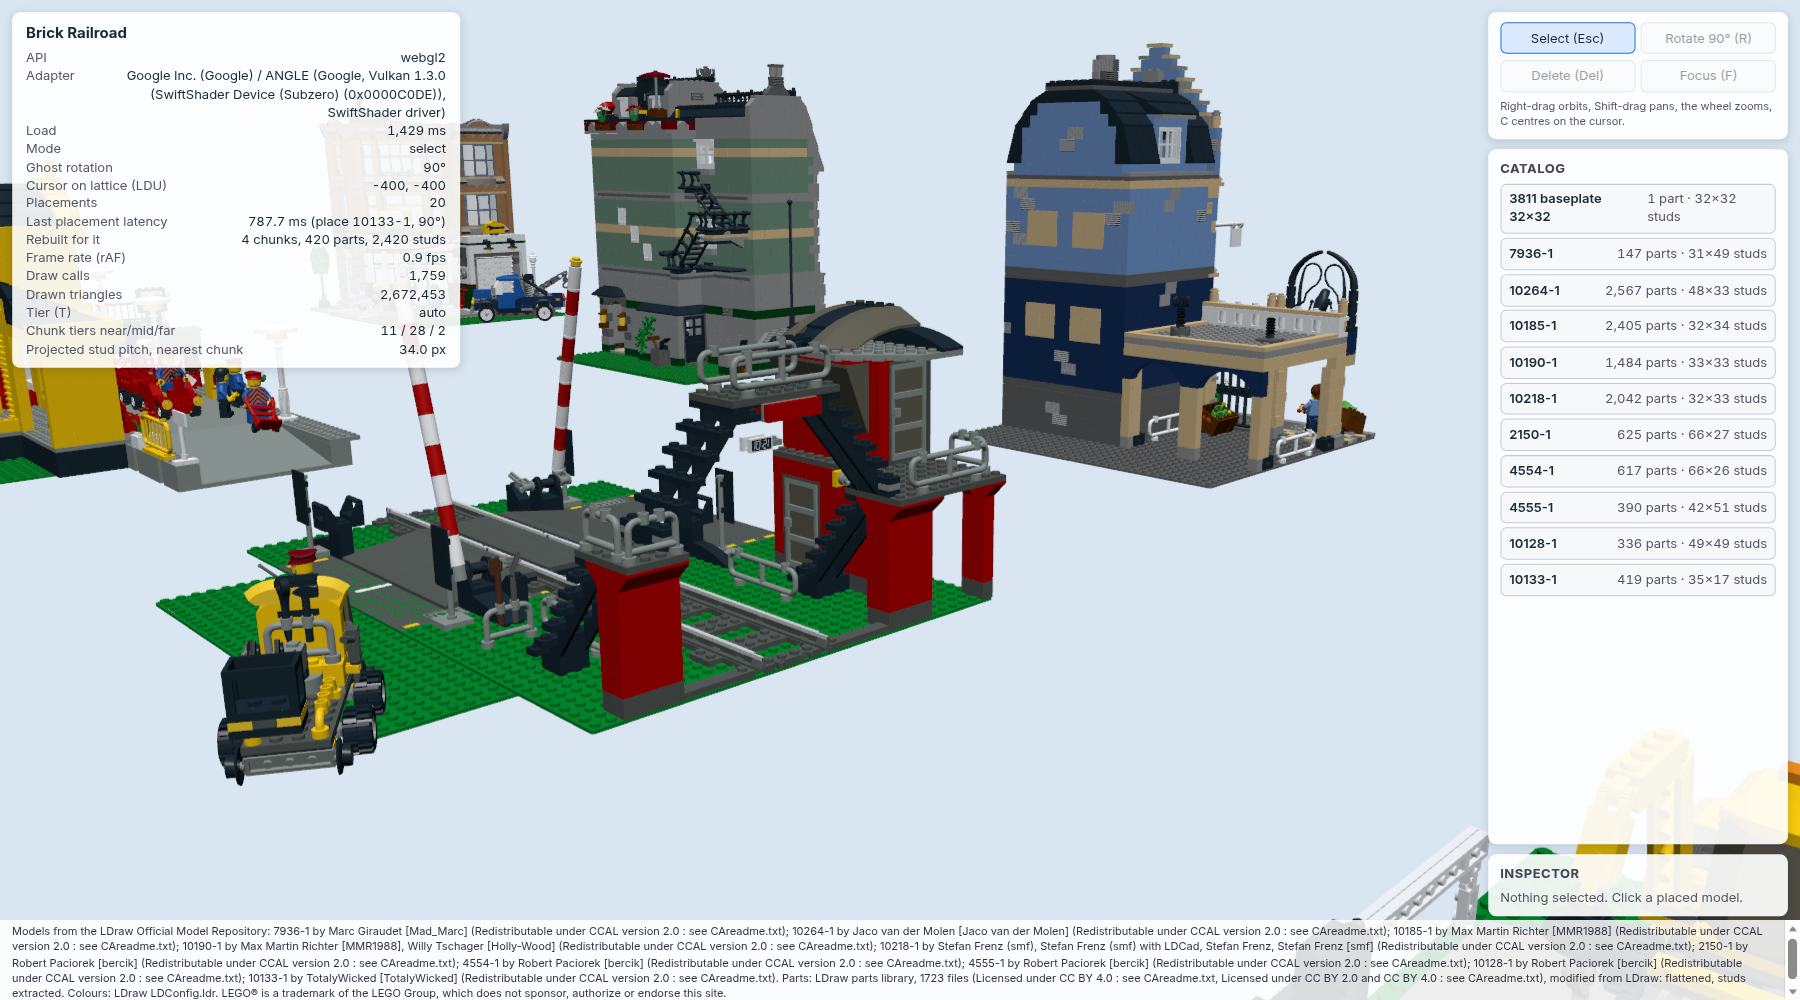 Brick Railroad
API webgl2
Adapter Google Inc. (Google) / ANGLE (Google, Vulkan 1.3.0
(SwiftShader Device (Subzero) (0x0000C0DE)),
SwiftShader driver)
Load 1,429 ms
Mode select
Ghost rotation 90°
Cursor on lattice (LDU) -400, -400
Placements 20
Last placement latency 787.7 ms (place 10133-1, 90°)
Rebuilt for it 4 chunks, 420 parts, 2,420 studs
Frame rate (rAF) 0.9 fps
Draw calls 1,759
Drawn triangles 2,672,453
Tier (T) auto
Chunk tiers near/mid/far 11 / 28 / 2
Projected stud pitch, nearest chunk 34.0 px
Select (Esc) Rotate 90° (R)
Delete (Del) Focus (F)
Right-drag orbits, Shift-drag pans, the wheel zooms,
C centres on the cursor.
CATALOG
3811 baseplate 1 part · 32×32
32×32 studs
7936-1 147 parts · 31×49 studs
10264-1 2,567 parts · 48×33 studs
10185-1 2,405 parts · 32×34 studs
10190-1 1,484 parts · 33×33 studs
10218-1 2,042 parts · 32×33 studs
2150-1 625 parts · 66×27 studs
4554-1 617 parts · 66×26 studs
4555-1 390 parts · 42×51 studs
10128-1 336 parts · 49×49 studs
10133-1 419 parts · 35×17 studs
INSPECTOR
Nothing selected. Click a placed model.
Models from the LDraw Official Model Repository: 7936-1 by Marc Giraudet [Mad_Marc] (Redistributable under CCAL version 2.0 : see CAreadme.txt); 10264-1 by Jaco van der Molen [Jaco van der Molen] (Redistributable under CCAL version 2.0 : see CAreadme.txt); 10185-1 by Max Martin Richter [MMR1988] (Redistributable under CCAL
version 2.0 : see CAreadme.txt); 10190-1 by Max Martin Richter [MMR1988], Willy Tschager [Holly-Wood] (Redistributable under CCAL version 2.0 : see CAreadme.txt); 10218-1 by Stefan Frenz (smf), Stefan Frenz (smf) with LDCad, Stefan Frenz, Stefan Frenz [smf] (Redistributable under CCAL version 2.0 : see CAreadme.txt); 2150-1 by
Robert Paciorek [bercik] (Redistributable under CCAL version 2.0 : see CAreadme.txt); 4554-1 by Robert Paciorek [bercik] (Redistributable under CCAL version 2.0 : see CAreadme.txt); 4555-1 by Robert Paciorek [bercik] (Redistributable under CCAL version 2.0 : see CAreadme.txt); 10128-1 by Robert Paciorek [bercik] (Redistributable
under CCAL version 2.0 : see CAreadme.txt); 10133-1 by TotalyWicked [TotalyWicked] (Redistributable under CCAL version 2.0 : see CAreadme.txt). Parts: LDraw parts library, 1723 files (Licensed under CC BY 4.0 : see CAreadme.txt, Licensed under CC BY 2.0 and CC BY 4.0 : see CAreadme.txt), modified from LDraw: flattened, studs
extracted. Colours: LDraw LDConfig.ldr. LEGO® is a trademark of the LEGO Group, which does not sponsor, authorize or endorse this site.